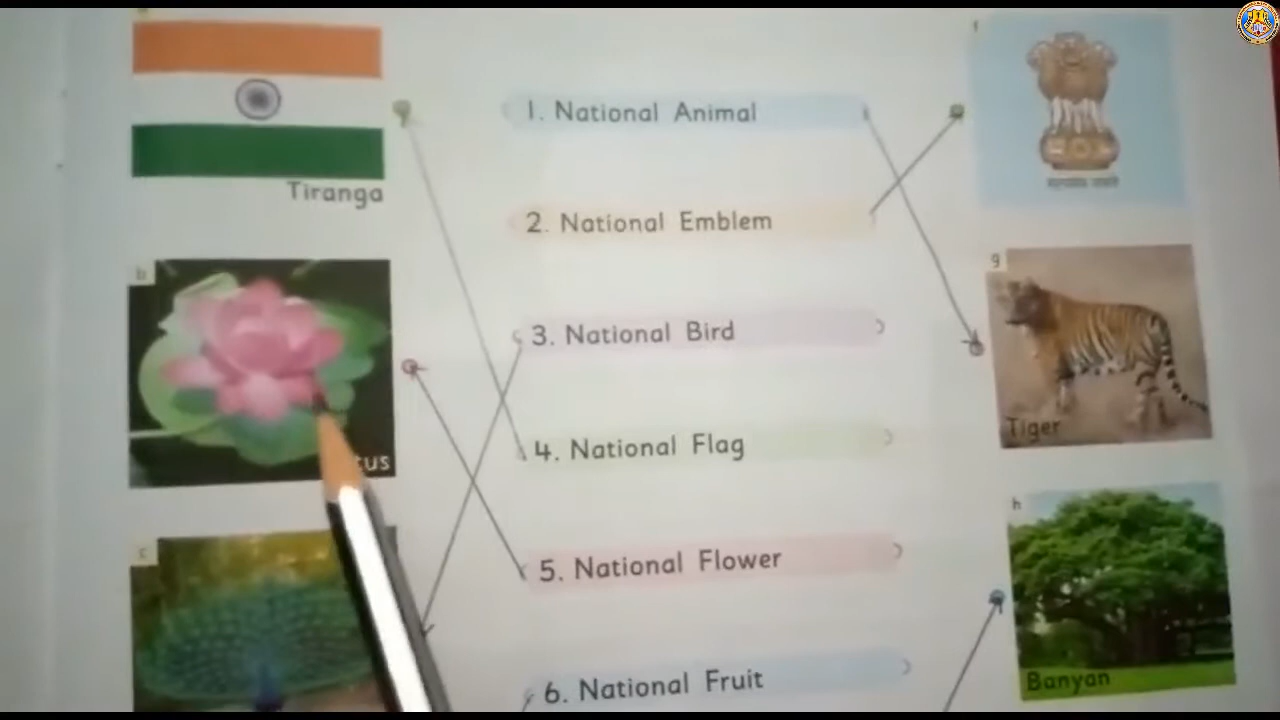 f
Tiranga
1. National Animal
2. National Emblem
b
g
3. National Bird
Tiger
4. National Flag
tus
h
c
5. National Flower
6. National Fruit
Banyan